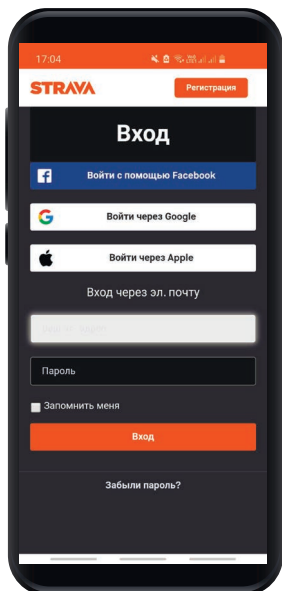 17:04
STRAVA
Регистрация
Вход
Войти с помощью Facebook
Войти через Google
Войти через Apple
Вход через эл. почту
Пароль
Запомнить меня
Вход
Забыли пароль?